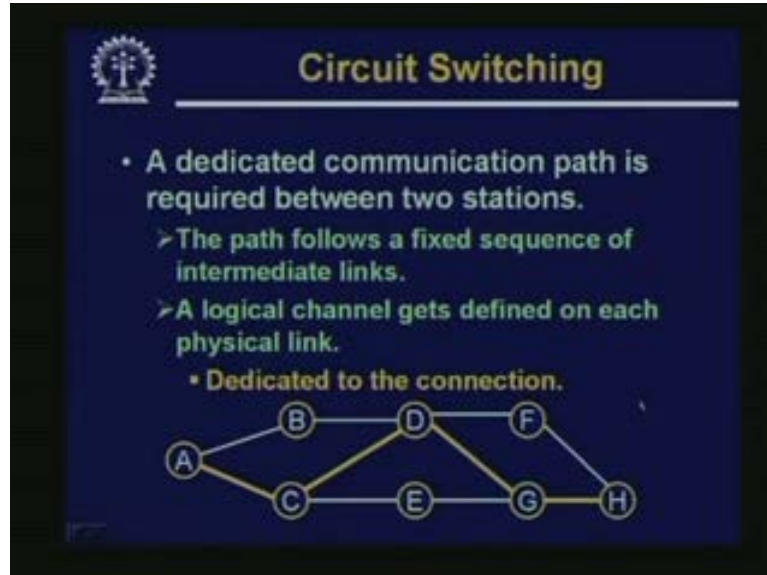 Circuit Switching
• A dedicated communication path is
required between two stations.
➢The path follows a fixed sequence of
intermediate links.
➢A logical channel gets defined on each
physical link.
▪ Dedicated to the connection.
B D F
A
C E G H